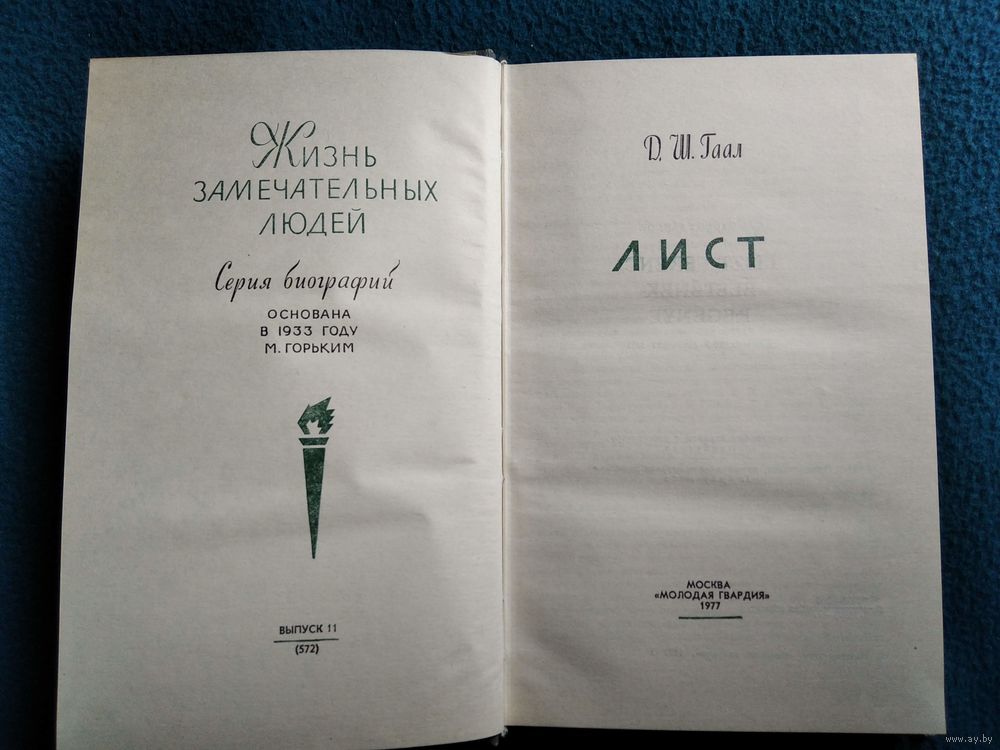 Жизнь
ЗАМЕЧАТЕЛЬНЫХ
ЛЮДЕЙ
Серия биографий
ОСНОВАНА
В 1933 ГОДУ
М. ГОРЬКИМ
ВЫПУСК 11
(572)
Д. Ш. Гаал
ЛИСТ
МОСКВА
«МОЛОДАЯ ГВАРДИЯ»
1977
www.ay.by